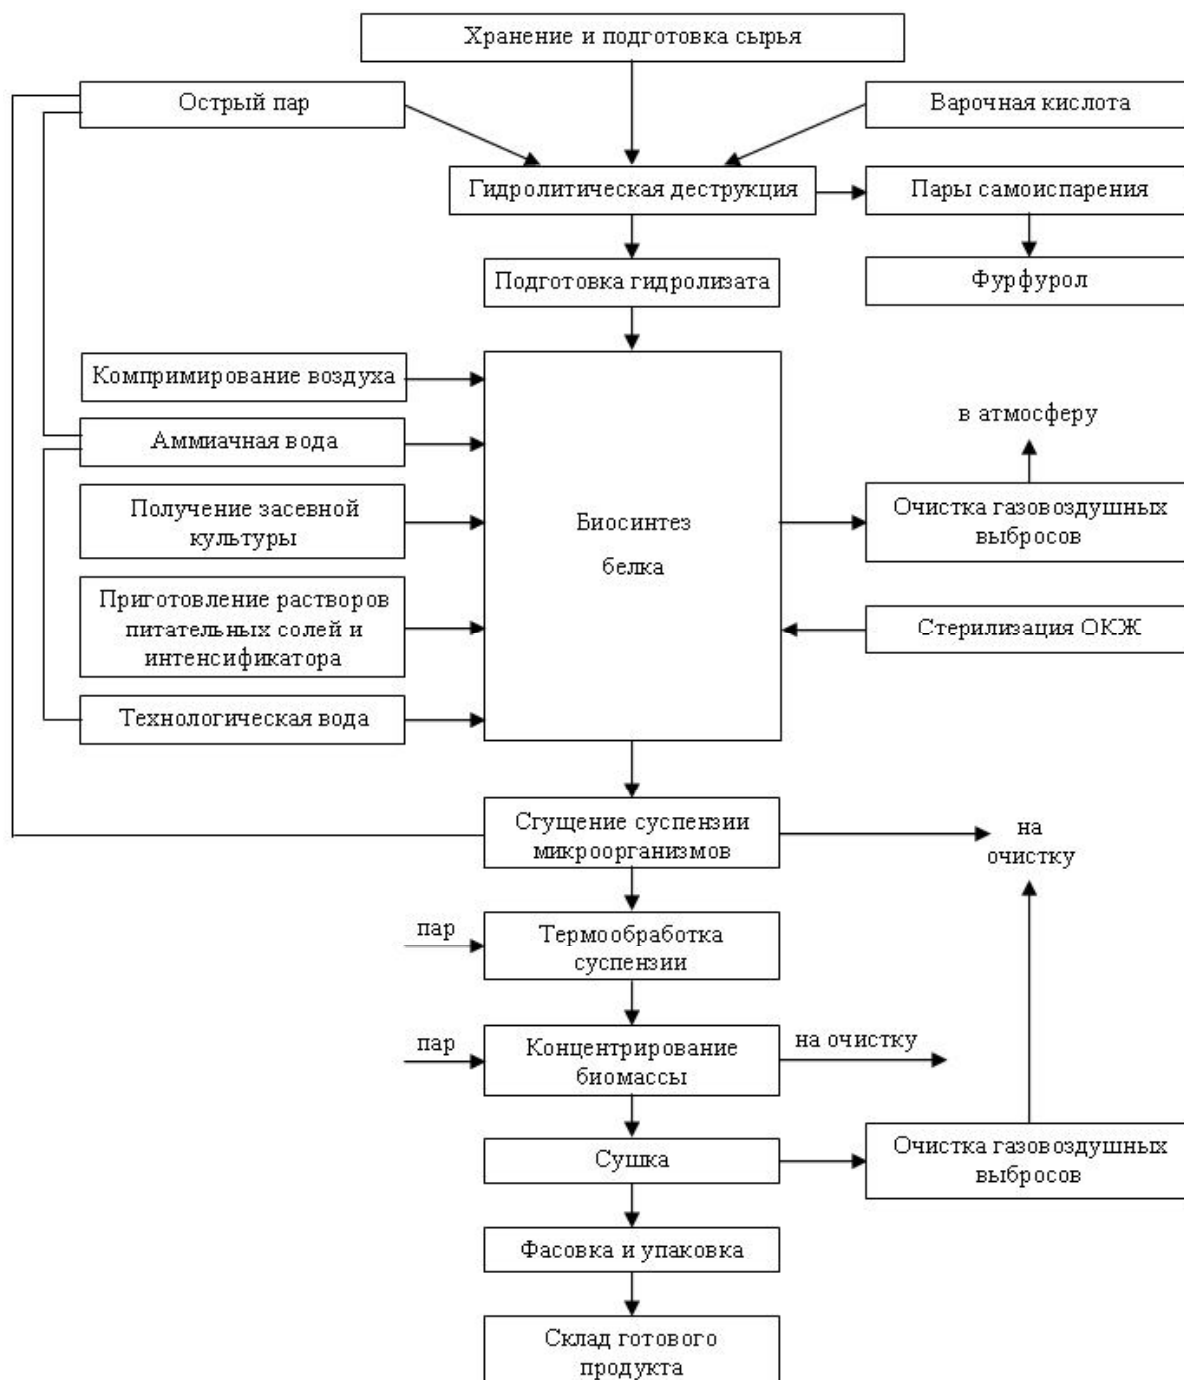 Хранение и подготовка сырья
Острый пар
Варочная кислота
Гидролитическая деструкция
Пары самоиспарения
Подготовка гидролизата
Фурфурол
Компримирование воздуха
Аммиачная вода
Получение засевной
культуры
Приготовление растворов
питательных солей и
интенсификатора
Технологическая вода
Биосинтез
белка
в атмосферу
Очистка газовоздушных
выбросов
Стерилизация ОКЖ
Сгущение суспензии
микроорганизмов
на
очистку
пар
Термообработка
суспензии
пар
Концентрирование
биомассы
на очистку
Сушка
Очистка газовоздушных
выбросов
Фасовка и упаковка
Склад готового
продукта